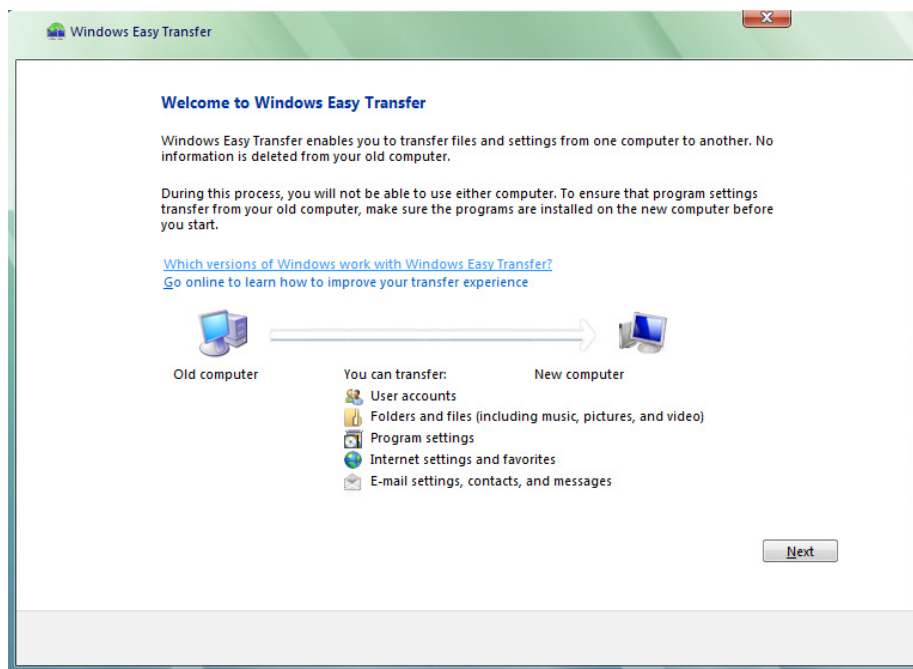 Windows Easy Transfer
Welcome to Windows Easy Transfer
Windows Easy Transfer enables you to transfer files and settings from one computer to another. No
information is deleted from your old computer.
During this process, you will not be able to use either computer. To ensure that program settings
transfer from your old computer, make sure the programs are installed on the new computer before
you start.
Which versions of Windows work with Windows Easy Transfer?
Go online to learn how to improve your transfer experience
Old computer
You can transfer:
New computer
User accounts
Folders and files (including music, pictures, and video)
Program settings
Internet settings and favorites
E-mail settings, contacts, and messages
Next